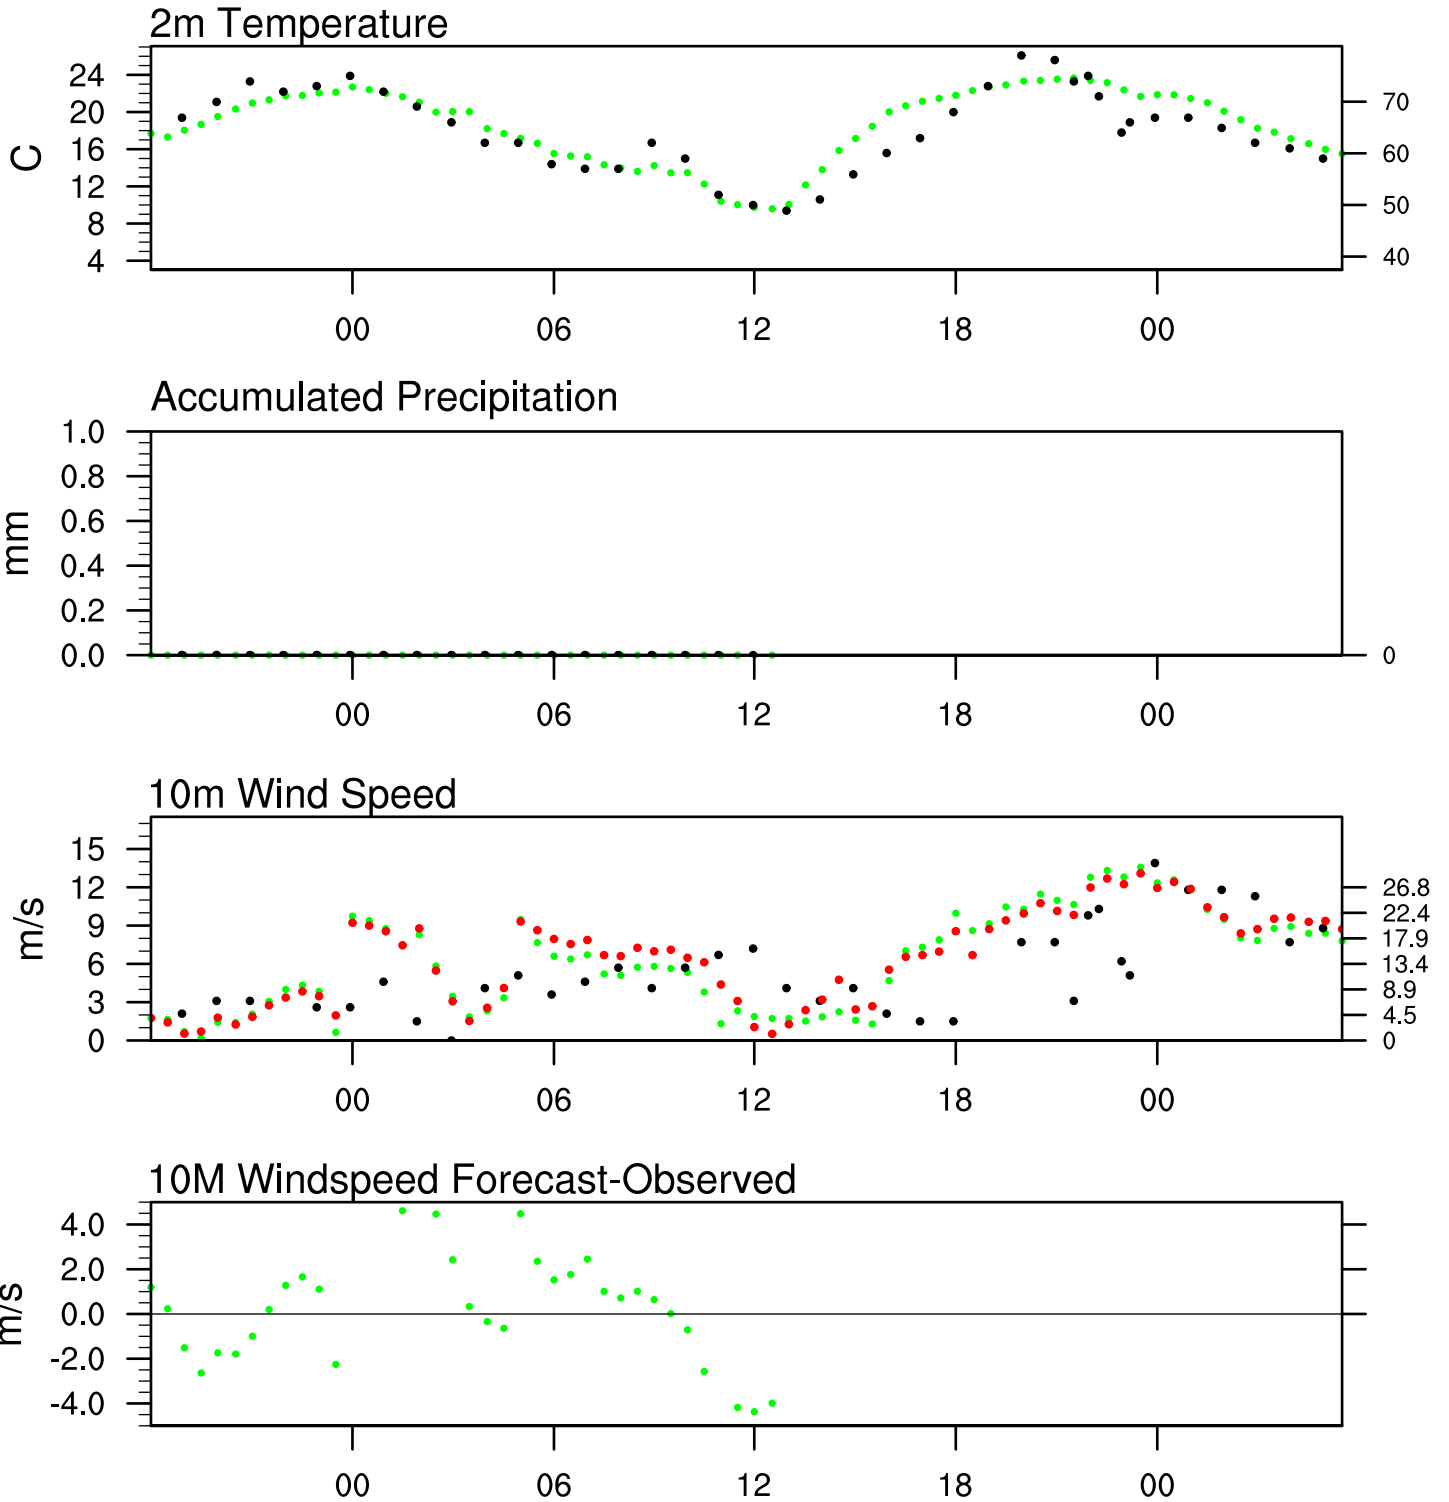 2m Temperature
24
20
16
12
8
4
C
70
60
50
40
00 06 12 18 00
Accumulated Precipitation
1.0
0.8
0.6
0.4
0.2
0.0
mm
0
00 06 12 18 00
10m Wind Speed
15
12
9
6
3
0
m/s
26.8
22.4
17.9
13.4
8.9
4.5
0
00 06 12 18 00
10M Windspeed Forecast-Observed
4.0
2.0
0.0
-2.0
-4.0
m/s
00 06 12 18 00